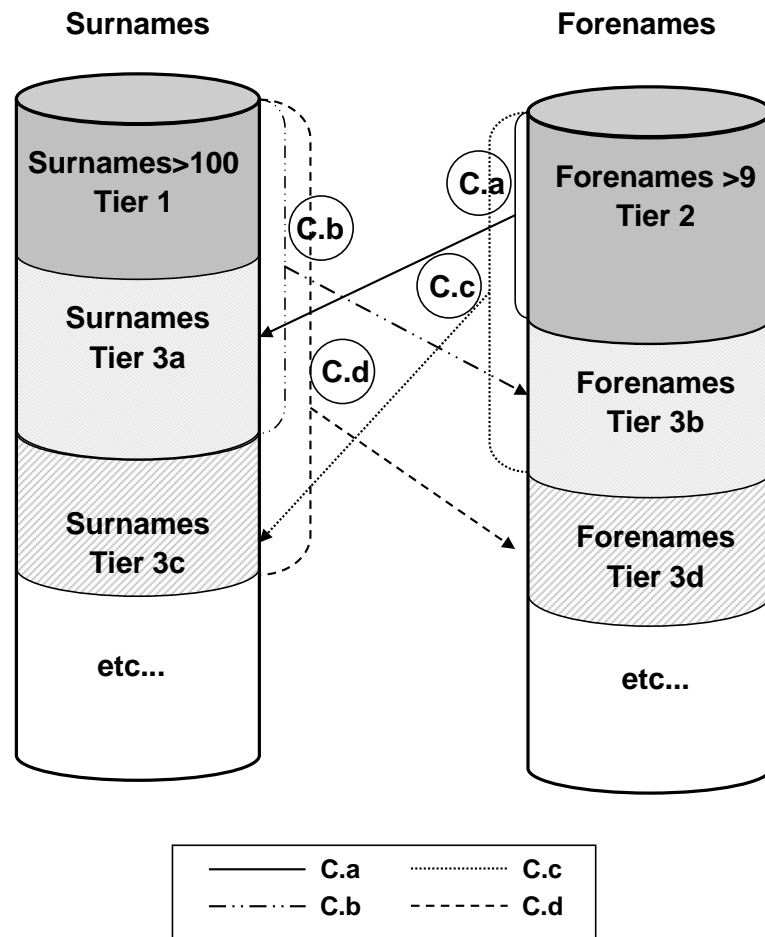 Surnames
Forenames
Surnames>100
Tier 1
Forenames >9
Tier 2
C.a
C.b
C.c
Surnames
Tier 3a
C.d
Forenames
Tier 3b
Surnames
Tier 3c
Forenames
Tier 3d
etc...
etc...
C.a
C.c
C.b
C.d